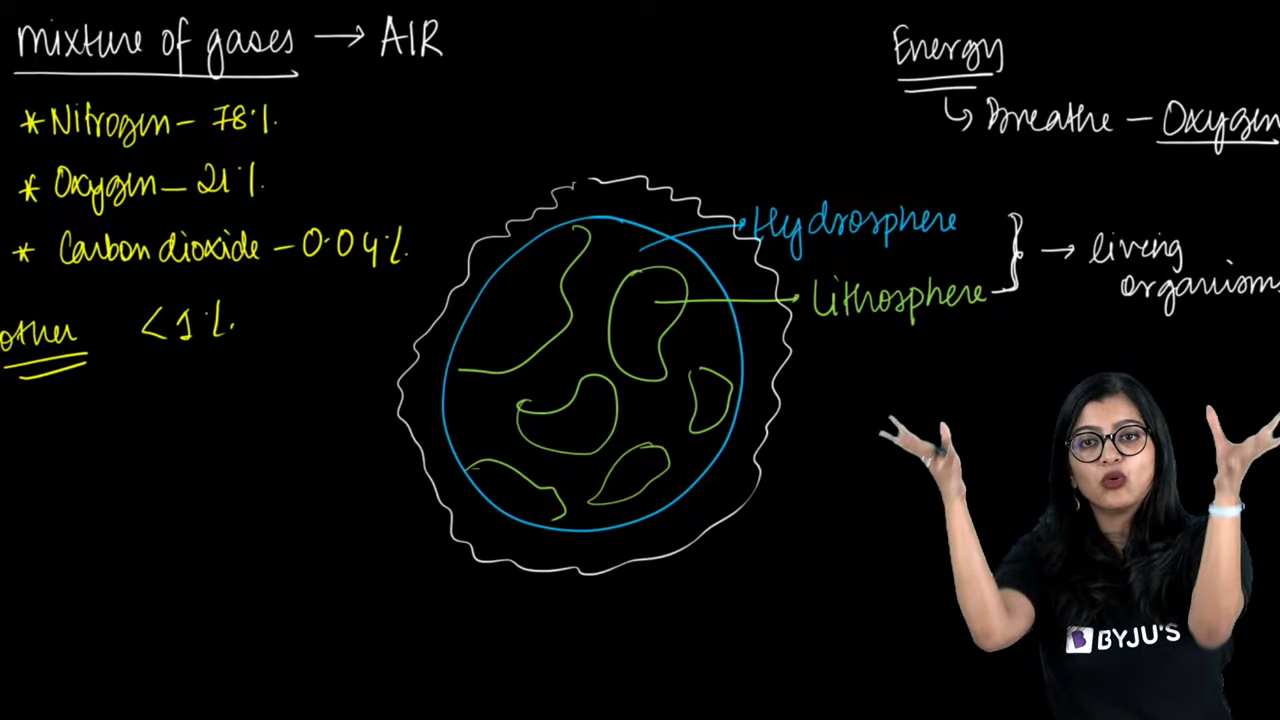 mixture of gases → AIR
* Nitrogen - 78%
* Oxygen - 21%
* Carbon dioxide - 0.04%
other <1%
Energy
↳ Breathe - Oxygen
Hydrosphere
Lithosphere
→ living
organisms
BYJU'S